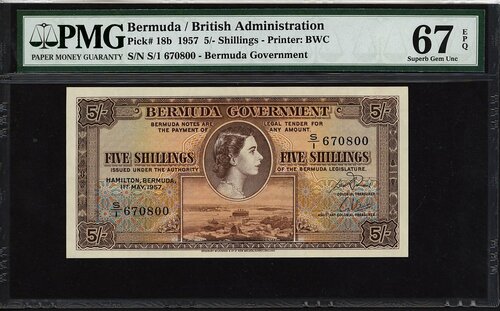 PMG
PAPER MONEY GUARANTY
Bermuda / British Administration
Pick# 18b 1957 5/- Shillings - Printer: BWC
S/N S/1 670800 - Bermuda Government
67 EPQ
Superb Gem Unc
5/-
BERMUDA GOVERNMENT
5/-
BERMUDA NOTES ARE LEGAL TENDER FOR
THE PAYMENT OF ANY AMOUNT
S/1 670800
FIVE SHILLINGS FIVE SHILLINGS
ISSUED UNDER THE AUTHORITY OF THE BERMUDA LEGISLATURE.
HAMILTON, BERMUDA.
1ST MAY, 1957.
COLONIAL TREASURER
S/1 670800
5/-
5/-